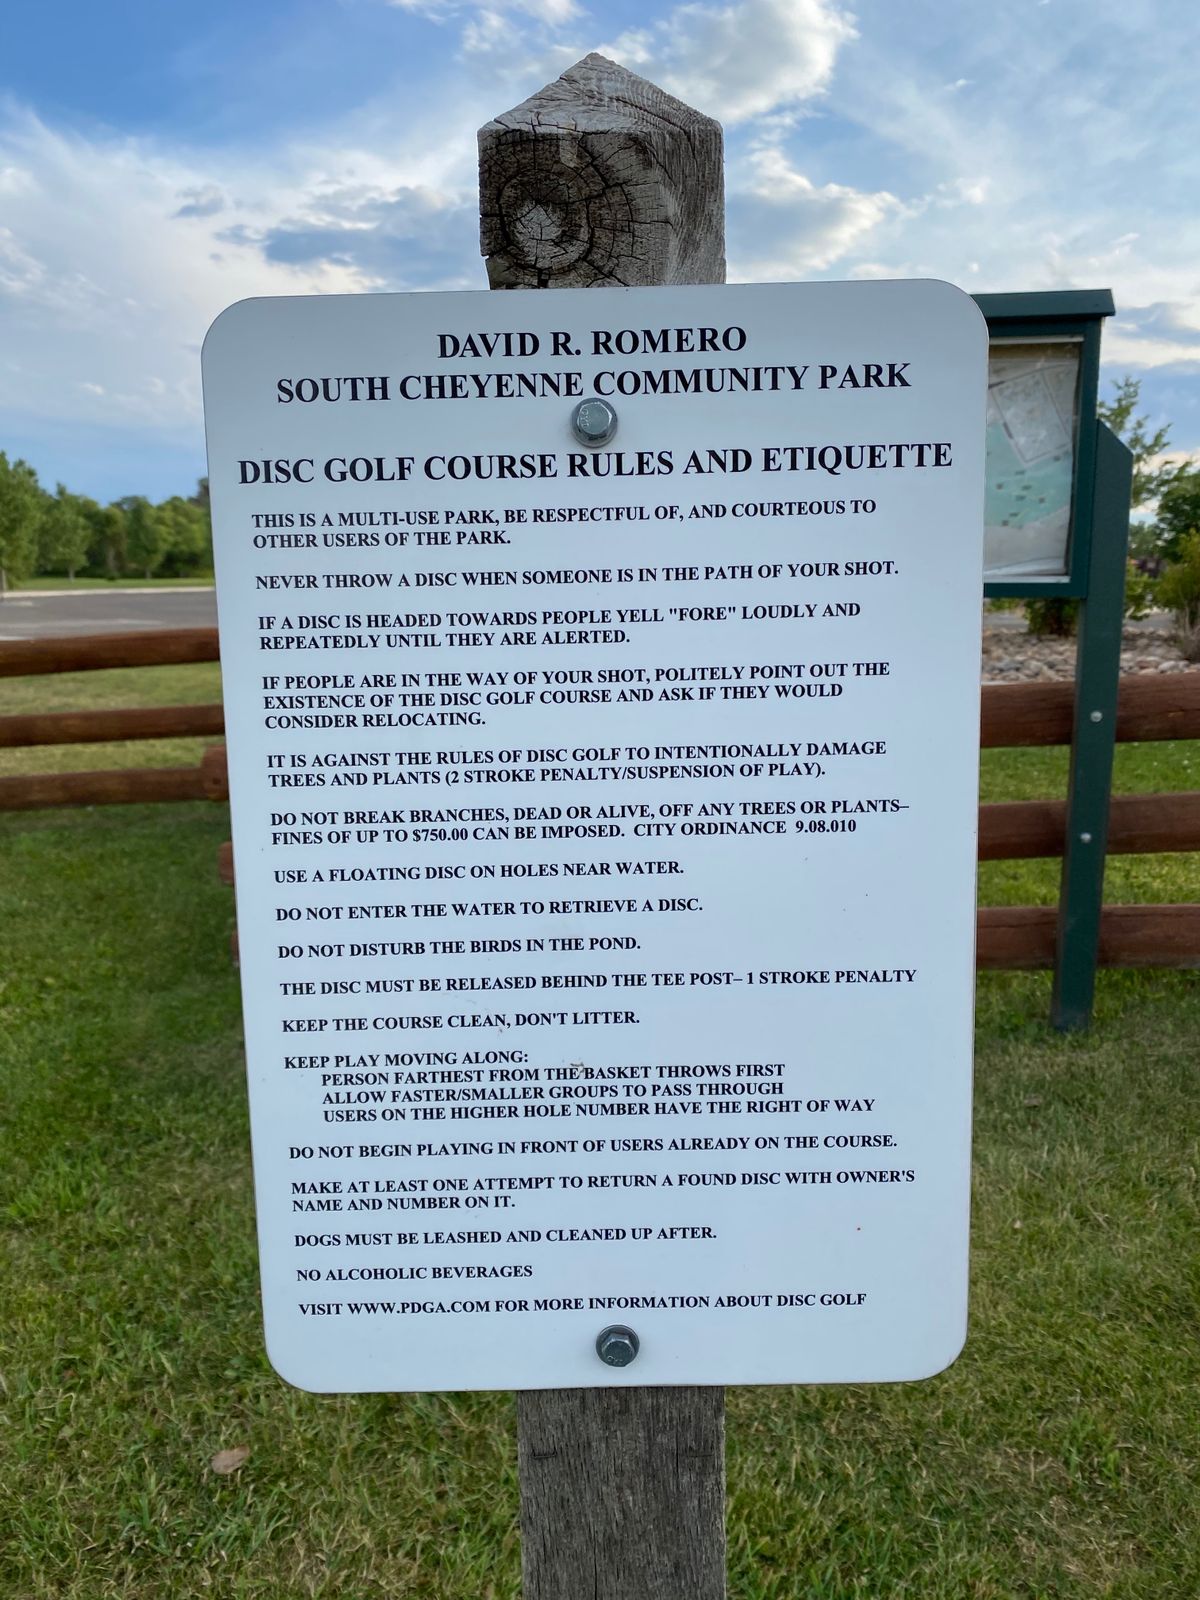 DAVID R. ROMERO
SOUTH CHEYENNE COMMUNITY PARK
DISC GOLF COURSE RULES AND ETIQUETTE
THIS IS A MULTI-USE PARK, BE RESPECTFUL OF, AND COURTEOUS TO
OTHER USERS OF THE PARK.
NEVER THROW A DISC WHEN SOMEONE IS IN THE PATH OF YOUR SHOT.
IF A DISC IS HEADED TOWARDS PEOPLE YELL "FORE" LOUDLY AND
REPEATEDLY UNTIL THEY ARE ALERTED.
IF PEOPLE ARE IN THE WAY OF YOUR SHOT, POLITELY POINT OUT THE
EXISTENCE OF THE DISC GOLF COURSE AND ASK IF THEY WOULD
CONSIDER RELOCATING.
IT IS AGAINST THE RULES OF DISC GOLF TO INTENTIONALLY DAMAGE
TREES AND PLANTS (2 STROKE PENALTY/SUSPENSION OF PLAY).
DO NOT BREAK BRANCHES, DEAD OR ALIVE, OFF ANY TREES OR PLANTS–
FINES OF UP TO $750.00 CAN BE IMPOSED. CITY ORDINANCE 9.08.010
USE A FLOATING DISC ON HOLES NEAR WATER.
DO NOT ENTER THE WATER TO RETRIEVE A DISC.
DO NOT DISTURB THE BIRDS IN THE POND.
THE DISC MUST BE RELEASED BEHIND THE TEE POST– 1 STROKE PENALTY
KEEP THE COURSE CLEAN, DON'T LITTER.
KEEP PLAY MOVING ALONG:
PERSON FARTHEST FROM THE BASKET THROWS FIRST
ALLOW FASTER/SMALLER GROUPS TO PASS THROUGH
USERS ON THE HIGHER HOLE NUMBER HAVE THE RIGHT OF WAY
DO NOT BEGIN PLAYING IN FRONT OF USERS ALREADY ON THE COURSE.
MAKE AT LEAST ONE ATTEMPT TO RETURN A FOUND DISC WITH OWNER'S
NAME AND NUMBER ON IT.
DOGS MUST BE LEASHED AND CLEANED UP AFTER.
NO ALCOHOLIC BEVERAGES
VISIT WWW.PDGA.COM FOR MORE INFORMATION ABOUT DISC GOLF